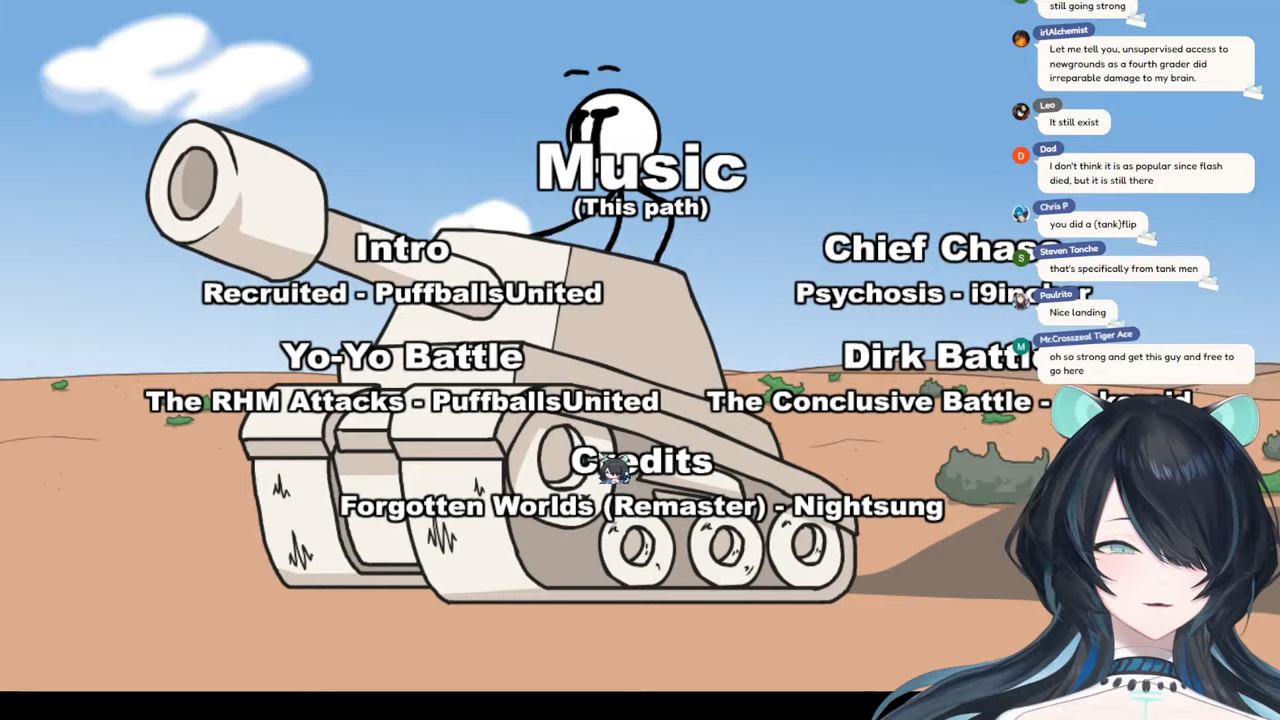 Music
(This path)
Intro
Chief Chase
Recruited - PuffballsUnited
Psychosis - i9in
Yo-Yo Battle
Dirk Battle
The RHM Attacks - PuffballsUnited
The Conclusive Battle -
Credits
Forgotten Worlds (Remaster) - Nightsung
still going strong
irlAlchemist
Let me tell you, unsupervised access to
newgrounds as a fourth grader did
irreparable damage to my brain.
Leo
It still exist
D
Dad
I don't think it is as popular since flash
died, but it is still there
Chris P
you did a (tank)flip
S
Steven Tonche
that's specifically from tank men
Paulrito
Nice landing
M
Mr.Crosszeal Tiger Ace
oh so strong and get this guy and free to
go here